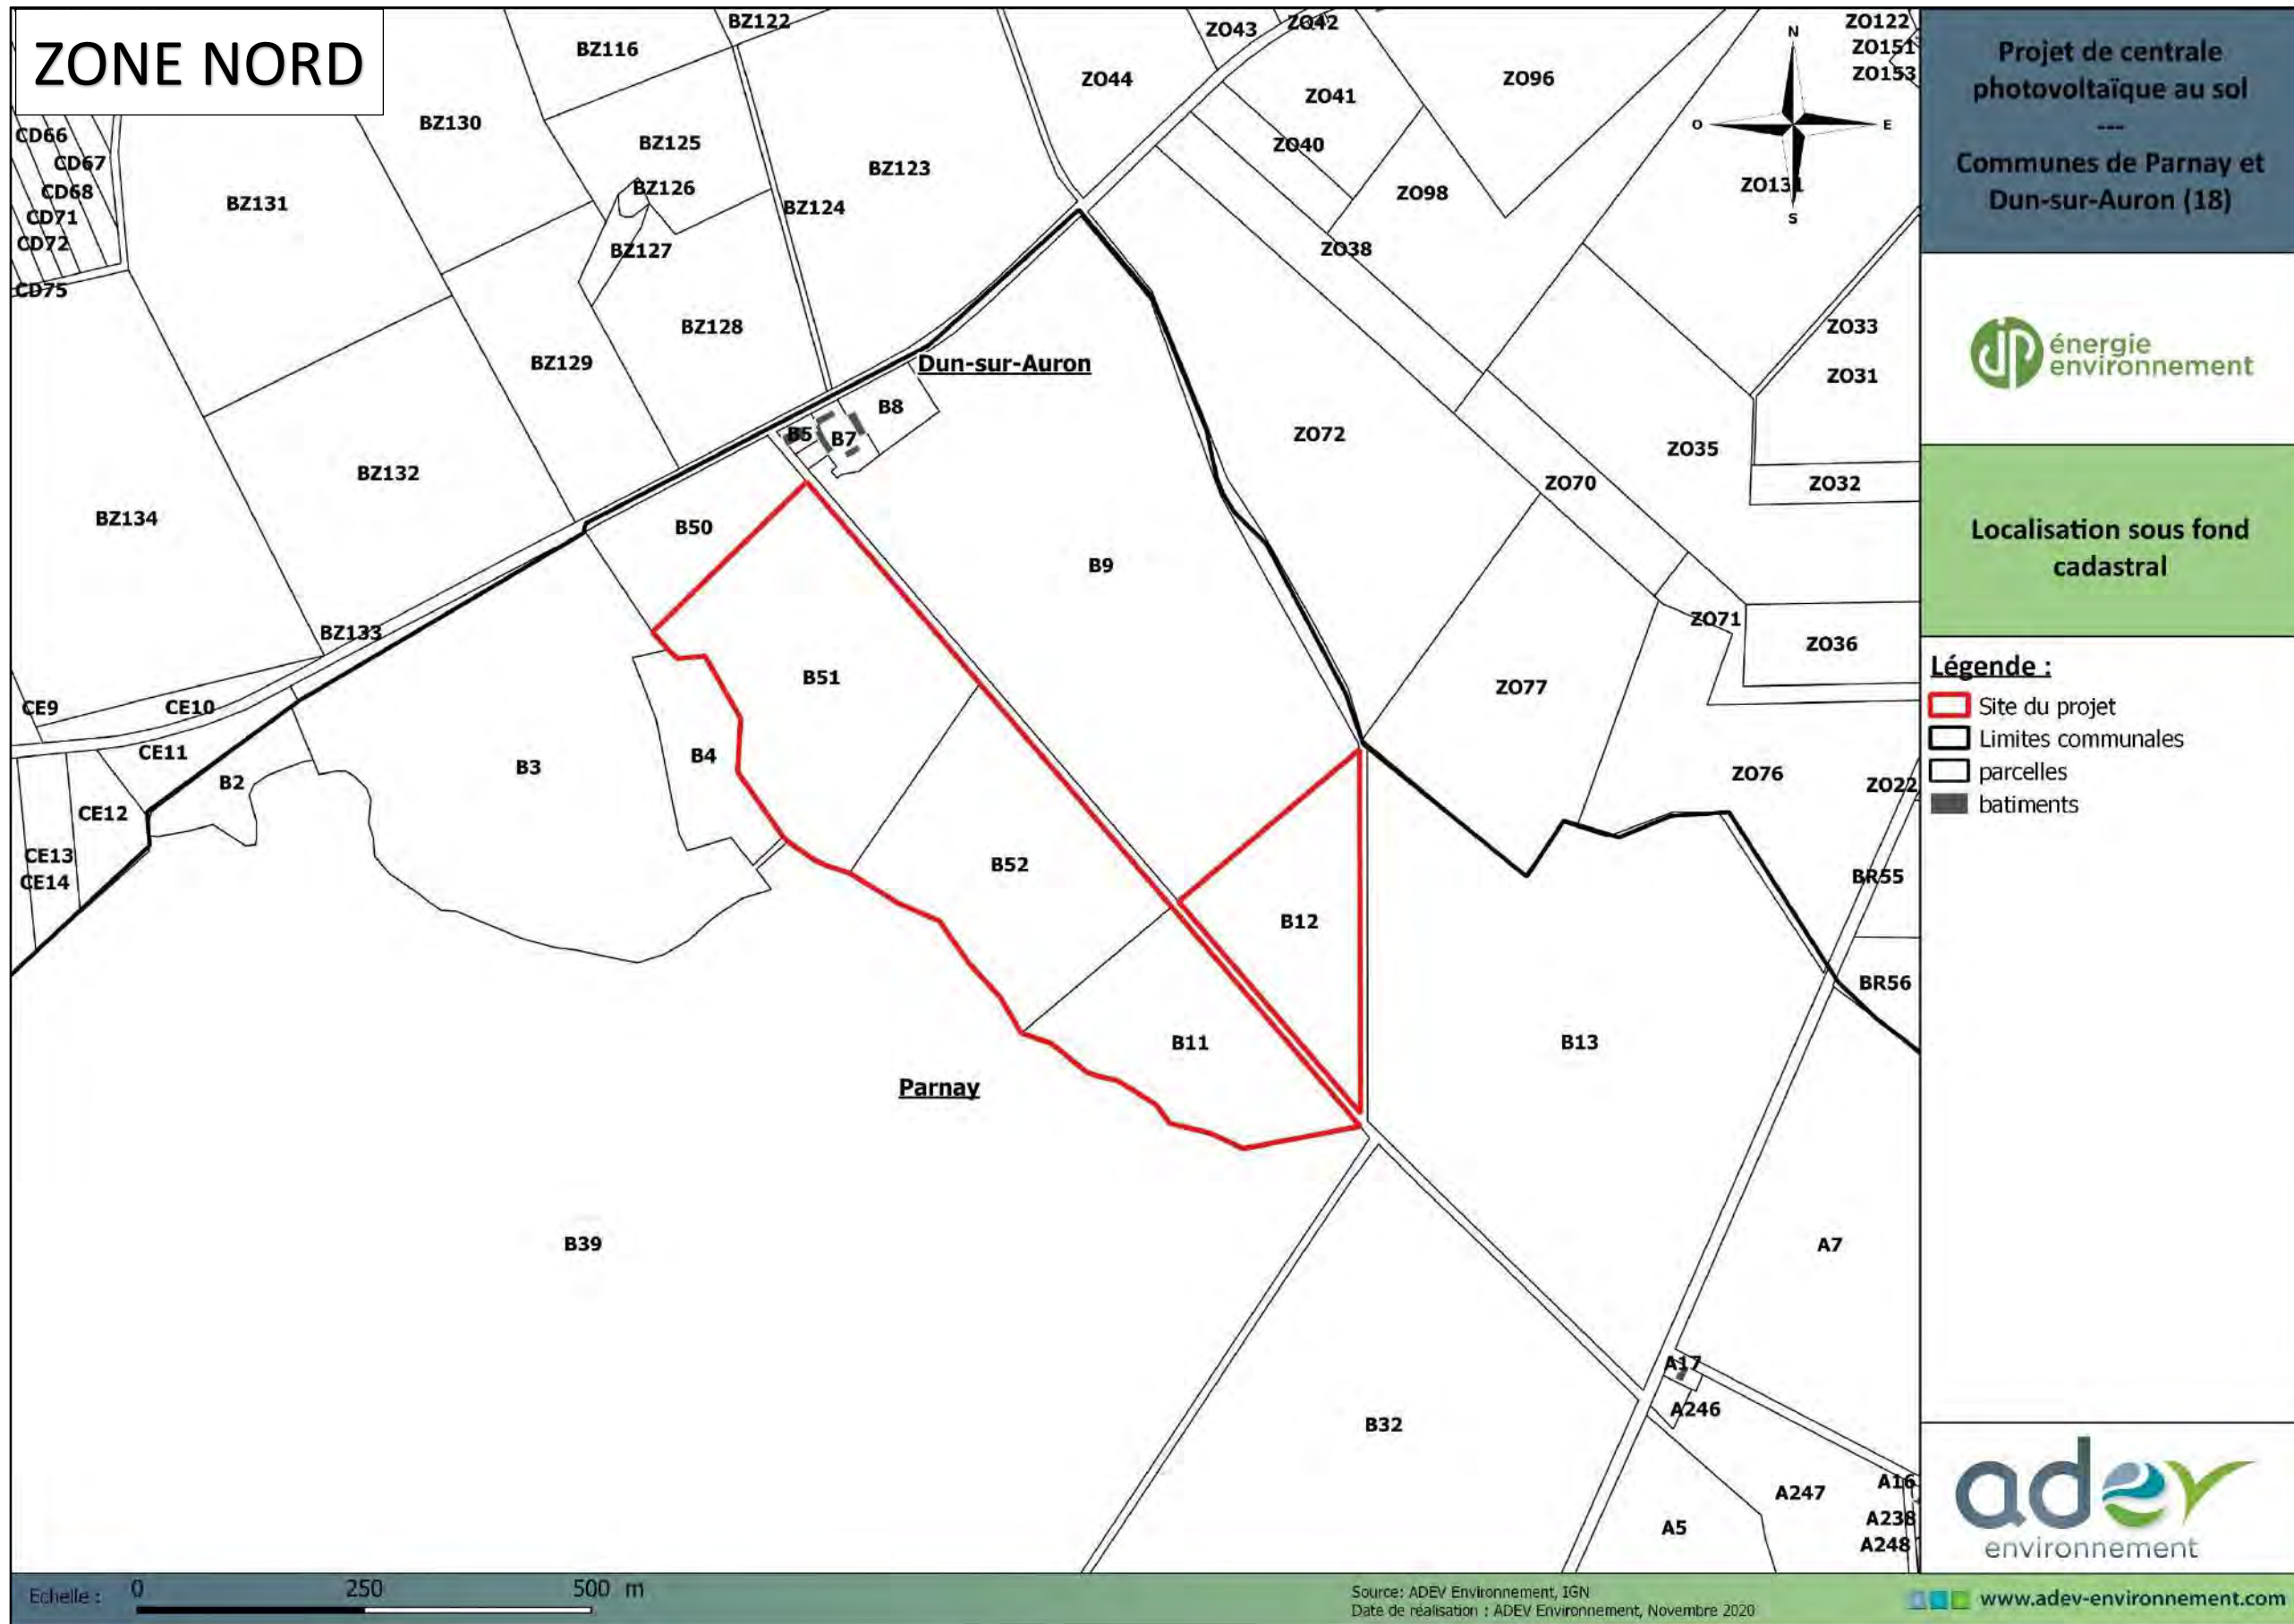 ZONE NORD
BZ122
BZ116
BZ130
BZ125
BZ126
BZ123
BZ131
BZ124
BZ127
BZ128
BZ129
BZ132
BZ134
BZ133
CD66
CD67
CD68
CD71
CD72
CD75
ZO43
ZO42
ZO44
ZO41
ZO40
ZO96
ZO98
ZO38
ZO122
ZO151
ZO153
N
O
E
S
ZO131
ZO33
ZO31
ZO32
ZO35
ZO72
ZO70
ZO71
ZO36
ZO77
ZO76
ZO22
Dun-sur-Auron
B8
B5
B7
B50
B9
B51
B4
B3
B2
B52
B12
B11
B13
CE9
CE10
CE11
CE12
CE13
CE14
BR55
BR56
Parnay
B39
B32
A7
A17
A246
A247
A5
A16
A238
A248
Projet de centrale
photovoltaïque au sol
---
Communes de Parnay et
Dun-sur-Auron (18)
jp énergie
environnement
Localisation sous fond
cadastral
Légende :
Site du projet
Limites communales
parcelles
batiments
adev
environnement
Echelle : 0 250 500 m
Source: ADEV Environnement, IGN
Date de réalisation : ADEV Environnement, Novembre 2020
www.adev-environnement.com